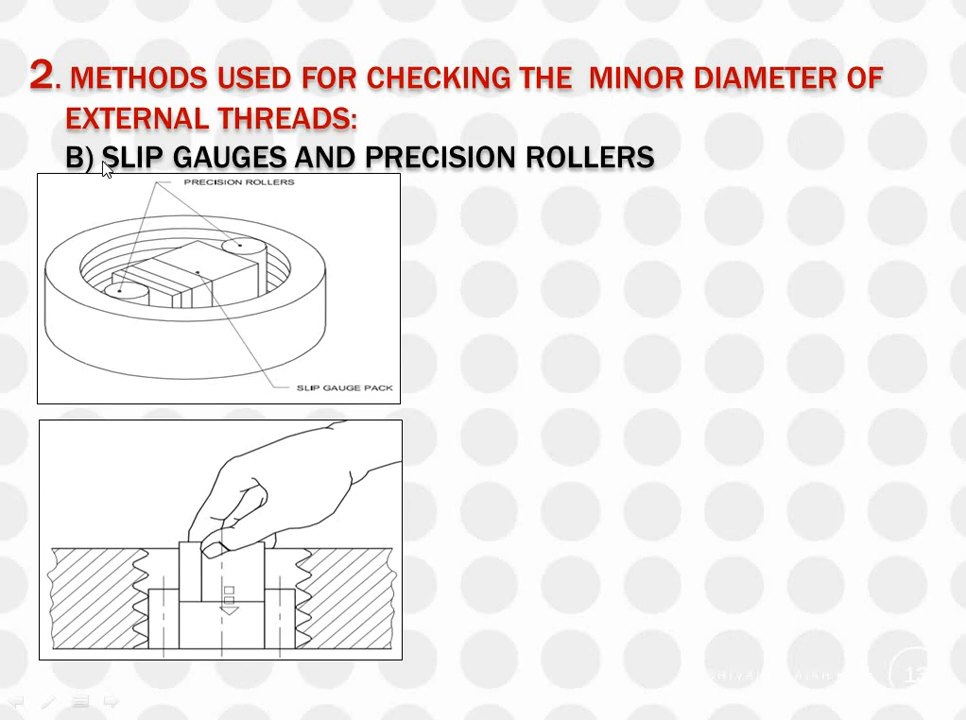 2. METHODS USED FOR CHECKING THE MINOR DIAMETER OF
EXTERNAL THREADS:
B) SLIP GAUGES AND PRECISION ROLLERS
PRECISION ROLLERS
SLIP GAUGE PACK
13